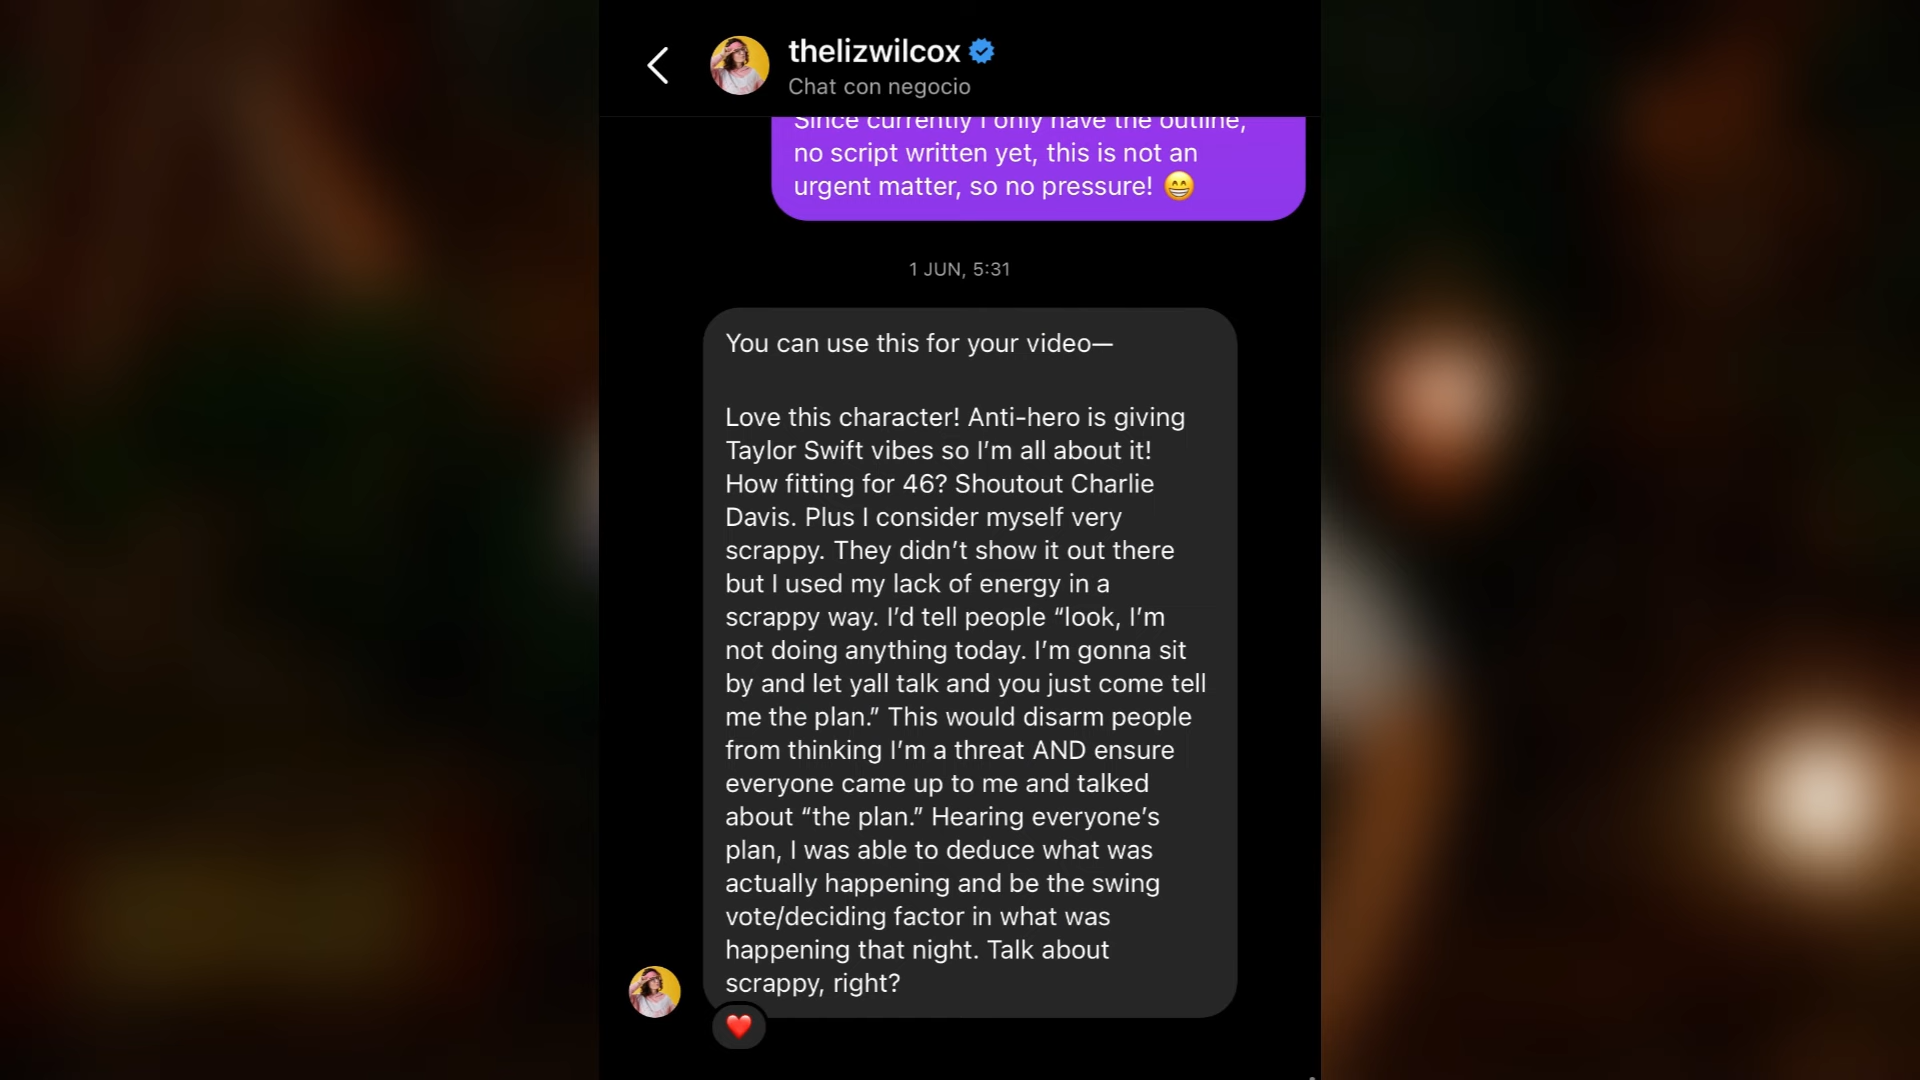 thelizwilcox
Chat con negocio
Since currently I only have the outline,
no script written yet, this is not an
urgent matter, so no pressure! 😁
1 JUN, 5:31
You can use this for your video—
Love this character! Anti-hero is giving
Taylor Swift vibes so I’m all about it!
How fitting for 46? Shoutout Charlie
Davis. Plus I consider myself very
scrappy. They didn’t show it out there
but I used my lack of energy in a
scrappy way. I’d tell people “look, I’m
not doing anything today. I’m gonna sit
by and let yall talk and you just come tell
me the plan.” This would disarm people
from thinking I’m a threat AND ensure
everyone came up to me and talked
about “the plan.” Hearing everyone’s
plan, I was able to deduce what was
actually happening and be the swing
vote/deciding factor in what was
happening that night. Talk about
scrappy, right?
❤️